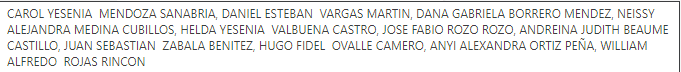 CAROL YESENIA  MENDOZA SANABRIA, DANIEL ESTEBAN  VARGAS MARTIN, DANA GABRIELA BORRERO MENDEZ, NEISSY
ALEJANDRA MEDINA CUBILLOS, HELDA YESENIA  VALBUENA CASTRO, JOSE FABIO ROZO ROZO, ANDREINA JUDITH BEAUME
CASTILLO, JUAN SEBASTIAN  ZABALA BENITEZ, HUGO FIDEL  OVALLE CAMERO, ANYI ALEXANDRA ORTIZ PEÑA, WILLIAM
ALFREDO  ROJAS RINCON